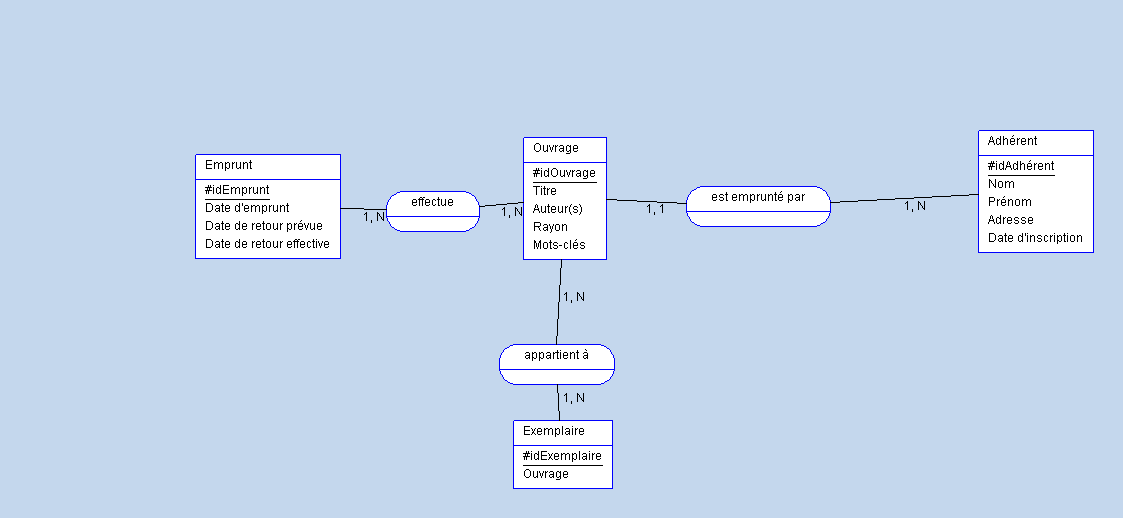 Emprunt
#idEmprunt
Date d'emprunt
Date de retour prévue
Date de retour effective
1, N
effectue
1, N
Ouvrage
#idOuvrage
Titre
Auteur(s)
Rayon
Mots-clés
1, 1
est emprunté par
1, N
Adhérent
#idAdhérent
Nom
Prénom
Adresse
Date d'inscription
1, N
appartient à
1, N
Exemplaire
#idExemplaire
Ouvrage